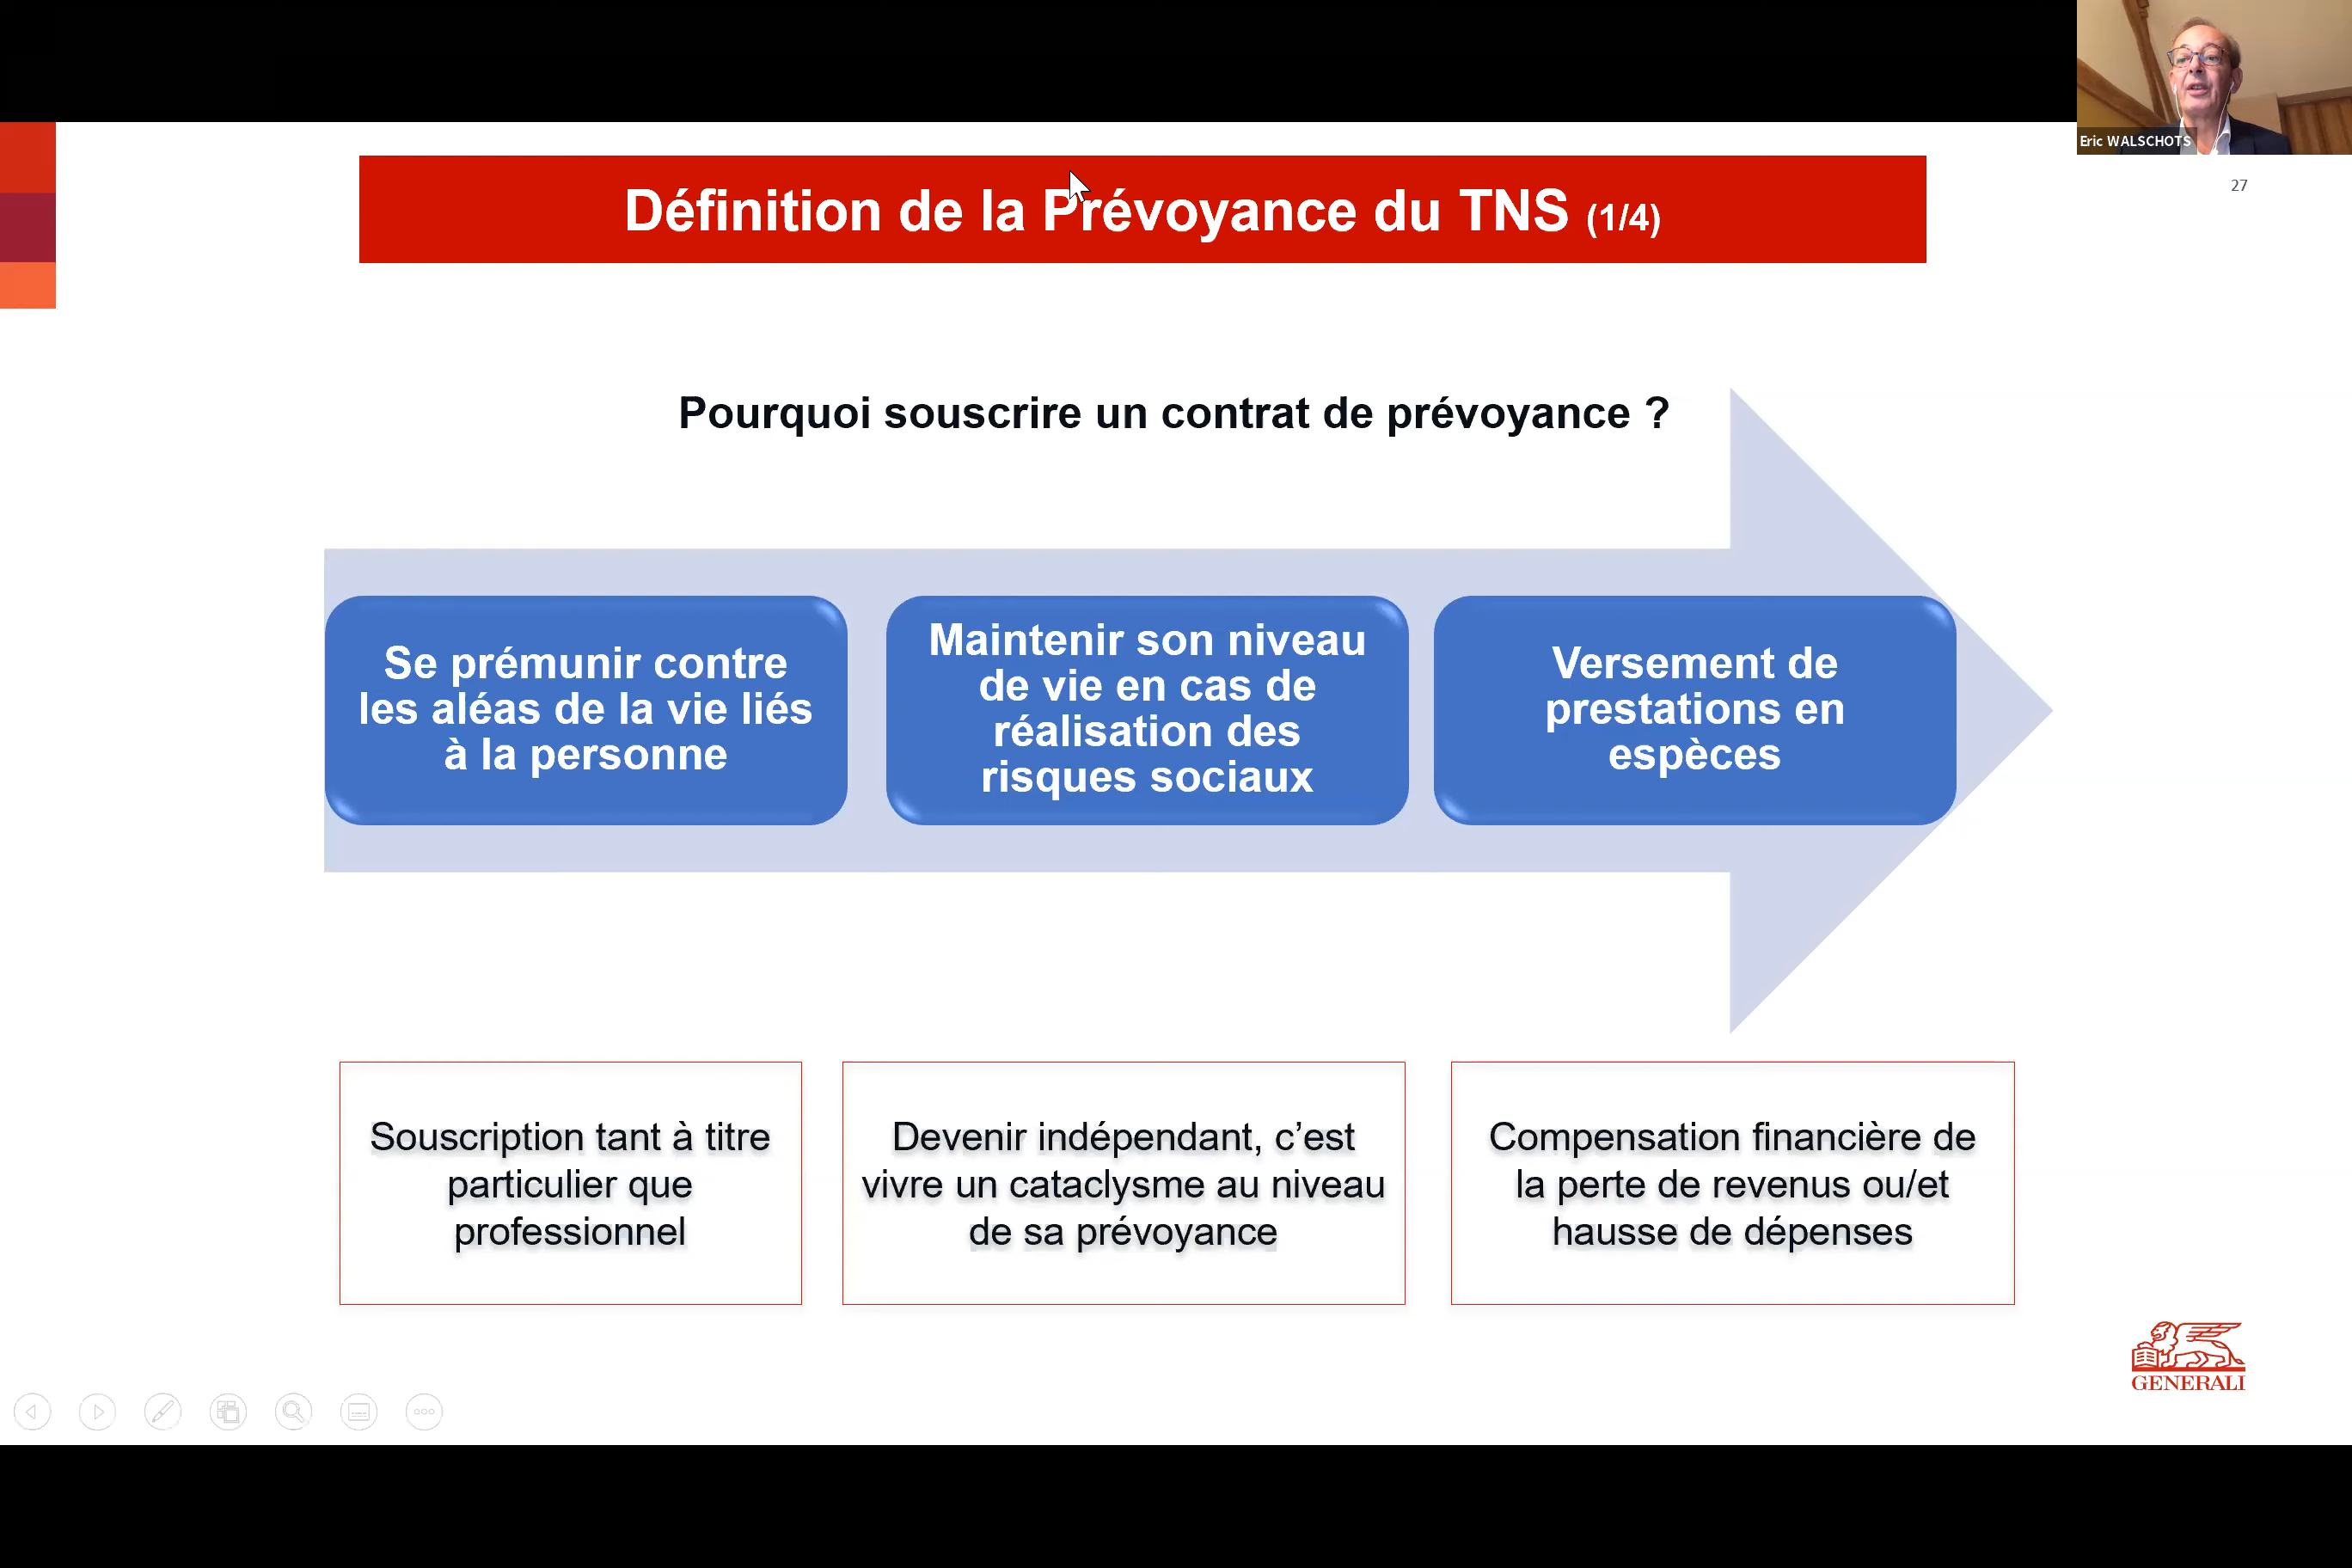 Eric WALSCHOTS
27
Définition de la Prévoyance du TNS (1/4)
Pourquoi souscrire un contrat de prévoyance ?
Se prémunir contre
les aléas de la vie liés
à la personne
Maintenir son niveau
de vie en cas de
réalisation des
risques sociaux
Versement de
prestations en
espèces
Souscription tant à titre
particulier que
professionnel
Devenir indépendant, c’est
vivre un cataclysme au niveau
de sa prévoyance
Compensation financière de
la perte de revenus ou/et
hausse de dépenses
GENERALI